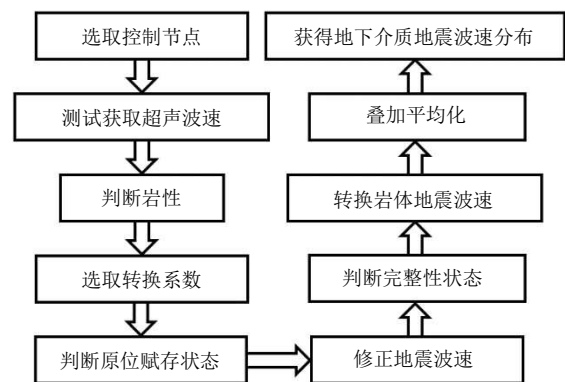 选取控制节点
测试获取超声波速
判断岩性
选取转换系数
判断原位赋存状态
修正地震波速
判断完整性状态
转换岩体地震波速
叠加平均化
获得地下介质地震波速分布